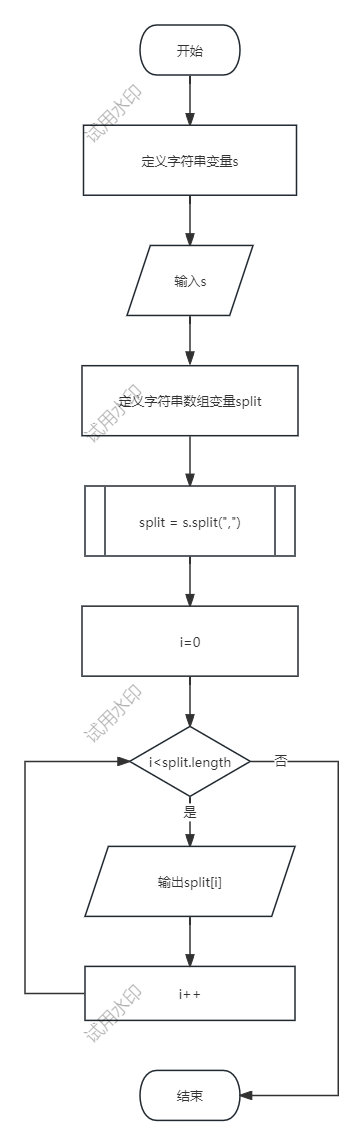 开始
试用水印
定义字符串变量s
输入s
定义字符串数组变量split
试用水印
split = s.split(",")
i=0
试用水印
i<split.length
否
是
输出split[i]
i++
试用水印
结束